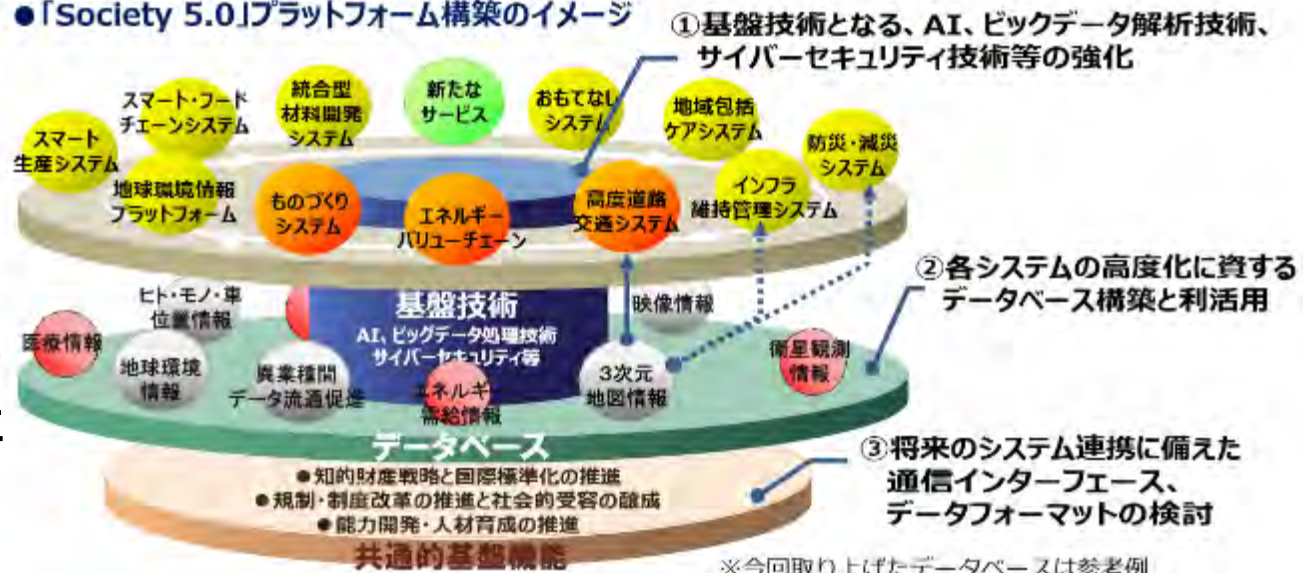 ●「Society 5.0」プラットフォーム構築のイメージ
①基盤技術となる、AI、ビックデータ解析技術、
サイバーセキュリティ技術等の強化
スマート
生産システム
スマート・フード
チェーンシステム
統合型
材料開発
システム
新たな
サービス
おもてなし
システム
地域包括
ケアシステム
防災・減災
システム
地球環境情報
プラットフォーム
ものづくり
システム
エネルギー
バリューチェーン
高度道路
交通システム
インフラ
維持管理システム
②各システムの高度化に資する
データベース構築と利活用
ヒト・モノ・車
位置情報
基盤技術
AI、ビッグデータ処理技術
サイバーセキュリティ等
映像情報
医療情報
地球環境
情報
異業種間
データ流通促進
エネルギー
需給情報
3次元
地図情報
衛星観測
情報
データベース
③将来のシステム連携に備えた
通信インターフェース、
データフォーマットの検討
●知的財産戦略と国際標準化の推進
●規制・制度改革の推進と社会的受容の醸成
●能力開発・人材育成の推進
共通的基盤機能
※今回取り上げたデータベースは参考例